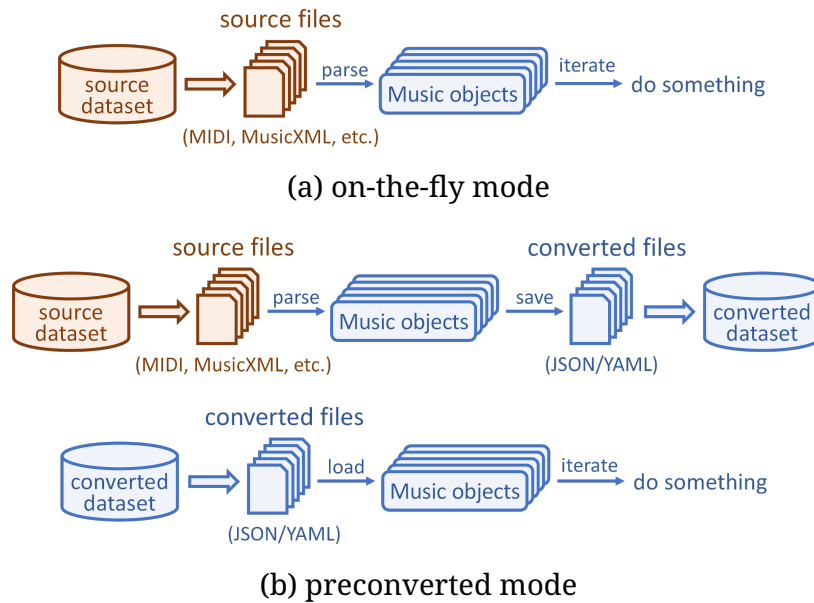 source files
source
dataset
parse
Music objects
iterate
do something
(MIDI, MusicXML, etc.)
(a) on-the-fly mode
source files
converted files
source
dataset
parse
Music objects
save
converted
dataset
(MIDI, MusicXML, etc.)
(JSON/YAML)
converted files
converted
dataset
load
Music objects
iterate
do something
(JSON/YAML)
(b) preconverted mode